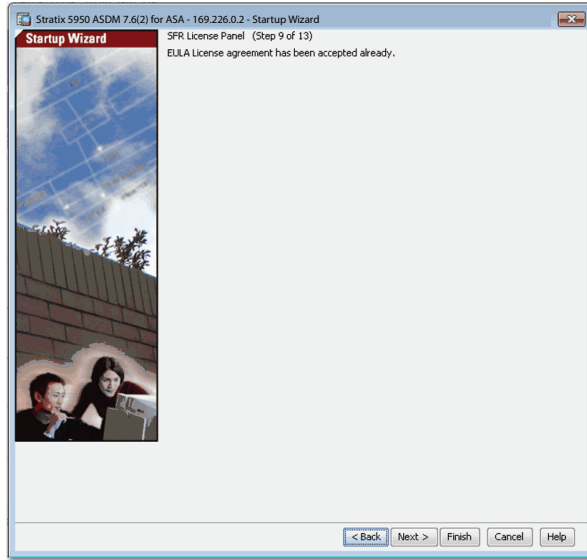 Stratix 5950 ASDM 7.6(2) for ASA - 169.226.0.2 - Startup Wizard
Startup Wizard
SFR License Panel (Step 9 of 13)
EULA License agreement has been accepted already.
< Back Next > Finish Cancel Help